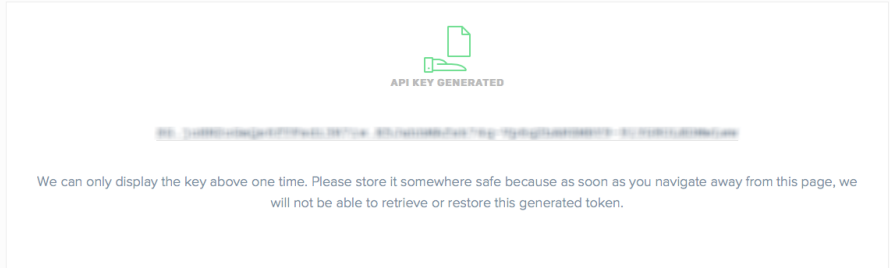 API KEY GENERATED
We can only display the key above one time. Please store it somewhere safe because as soon as you navigate away from this page, we
will not be able to retrieve or restore this generated token.